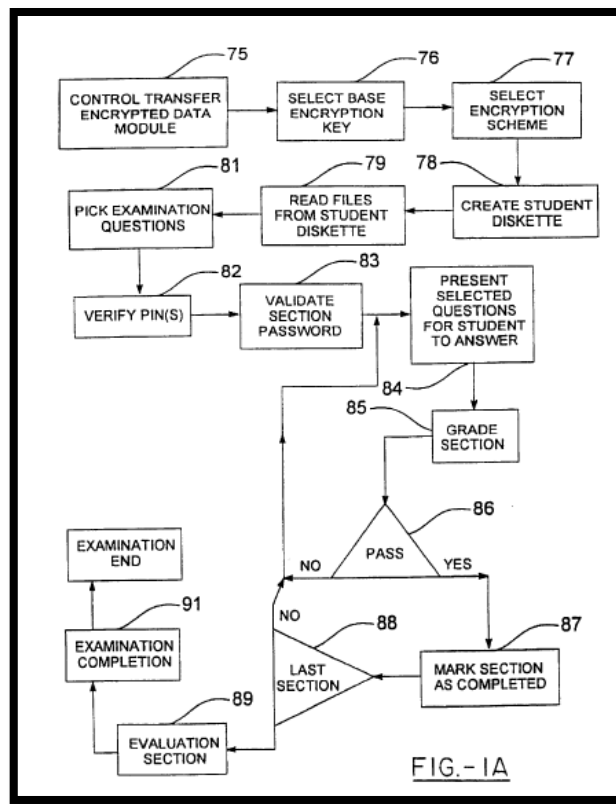 75
CONTROL TRANSFER
ENCRYPTED DATA
MODULE
76
SELECT BASE
ENCRYPTION
KEY
77
SELECT
ENCRYPTION
SCHEME
81
PICK EXAMINATION
QUESTIONS
79
READ FILES
FROM STUDENT
DISKETTE
78
CREATE STUDENT
DISKETTE
82
VERIFY PIN(S)
83
VALIDATE
SECTION
PASSWORD
PRESENT
SELECTED
QUESTIONS
FOR STUDENT
TO ANSWER
84
85
GRADE
SECTION
86
PASS
NO
YES
EXAMINATION
END
NO
91
EXAMINATION
COMPLETION
88
LAST
SECTION
87
MARK SECTION
AS COMPLETED
89
EVALUATION
SECTION
FIG.-1A